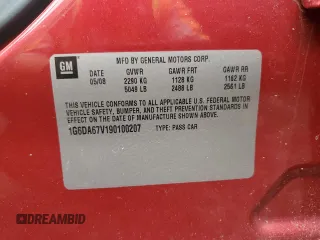 GM
MFD BY GENERAL MOTORS CORP.
DATE GVWR GAWR FRT GAWR RR
05/08 2290 KG 1128 KG 1162 KG
5049 LB 2488 LB 2561 LB
THIS VEHICLE CONFORMS TO ALL APPLICABLE U.S. FEDERAL MOTOR
VEHICLE SAFETY, BUMPER, AND THEFT PREVENTION STANDARDS
IN EFFECT ON THE DATE OF MANUFACTURE SHOWN ABOVE.
1G6DA67V190100207 TYPE: PASS CAR
DREAMBID